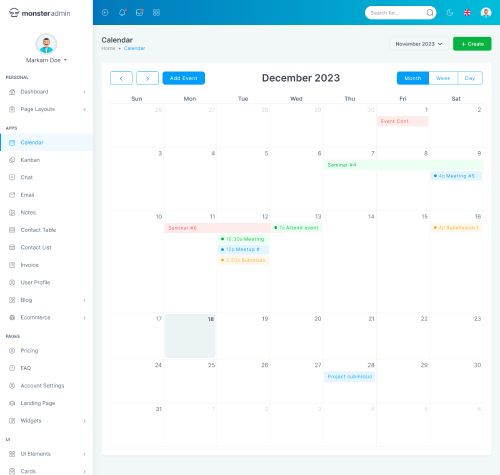 monsteradmin
Search for...
Markarn Doe
PERSONAL
Dashboard
Page Layouts
APPS
Calendar
Kanban
Chat
Email
Notes
Contact Table
Contact List
Invoice
User Profile
Blog
Ecommerce
PAGES
Pricing
FAQ
Account Settings
Landing Page
Widgets
UI
UI Elements
Cards
Calendar
Home • Calendar
November 2023
+ Create
Add Event
December 2023
Month Week Day
Sun Mon Tue Wed Thu Fri Sat
26 27 28 29 30 1 2
Event Conf.
3 4 5 6 7 8 9
Seminar #4
4p Meeting #5
10 11 12 13 14 15 16
Seminar #6
7a Attend event
4p Submission t
10:30a Meeting
12p Meetup #
2:30p Submissio
17 18 19 20 21 22 23
24 25 26 27 28 29 30
Project submissio
31 1 2 3 4 5 6